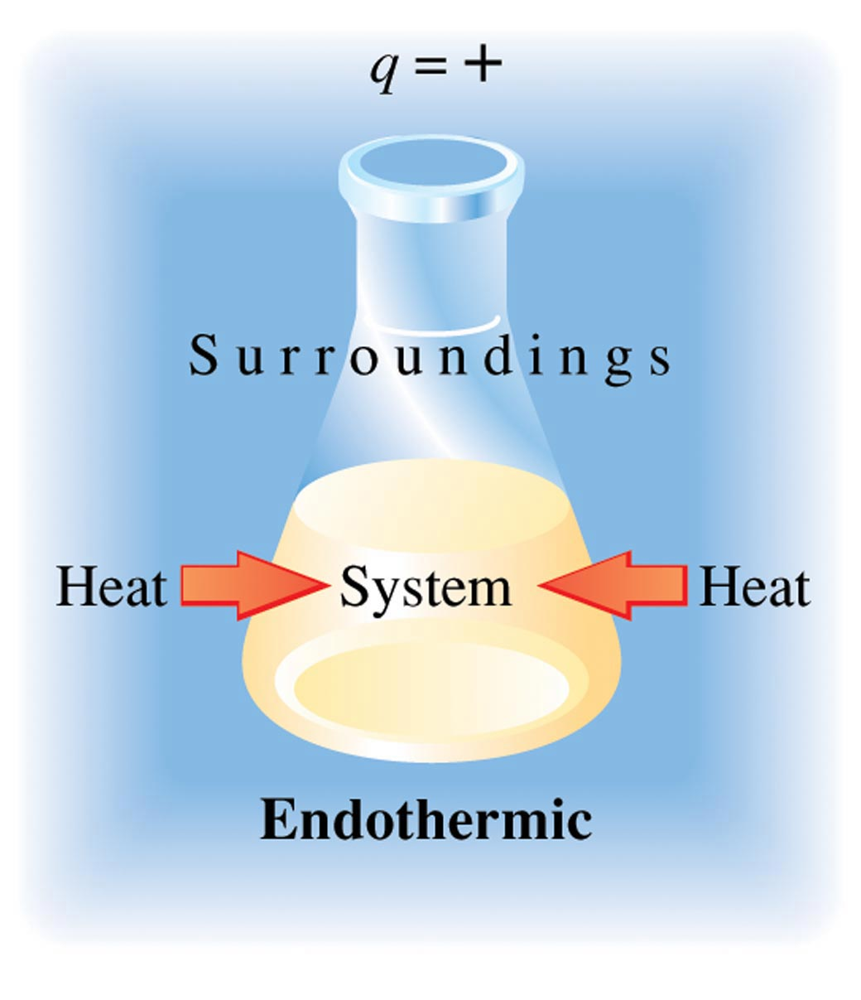 q = +
Surroundings
Heat System Heat
Endothermic